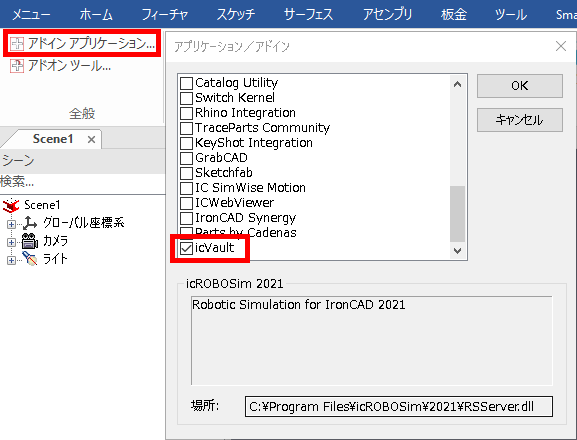 メニュー ホーム フィーチャ スケッチ サーフェス アセンブリ 板金 ツール Sma
アドイン アプリケーション...
アドオン ツール...
全般
Scene1
シーン
検索...
Scene1
グローバル座標系
カメラ
ライト
アプリケーション／アドイン
Catalog Utility
Switch Kernel
Rhino Integration
TraceParts Community
KeyShot Integration
GrabCAD
Sketchfab
IC SimWise Motion
ICWebViewer
IronCAD Synergy
Parts by Cadenas
icVault
OK
キャンセル
icROBOSim 2021
Robotic Simulation for IronCAD 2021
場所:
C:¥Program Files¥icROBOSim¥2021¥RSServer.dll